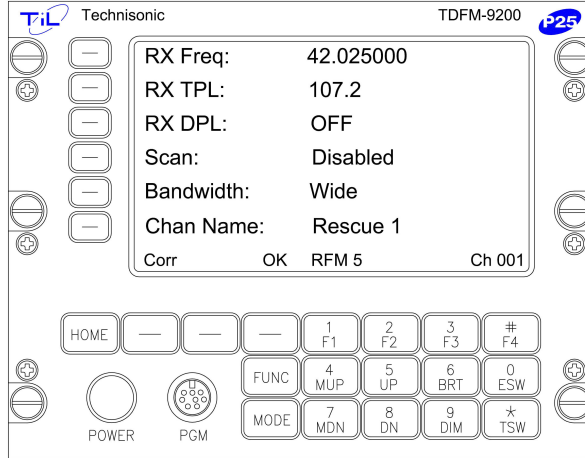 TiL Technisonic TDFM-9200 P25
RX Freq: 42.025000
RX TPL: 107.2
RX DPL: OFF
Scan: Disabled
Bandwidth: Wide
Chan Name: Rescue 1
Corr OK RFM 5 Ch 001
HOME 1 2 3 #
F1 F2 F3 F4
FUNC 4 5 6 0
MUP UP BRT ESW
MODE 7 8 9 *
MDN DN DIM TSW
POWER PGM